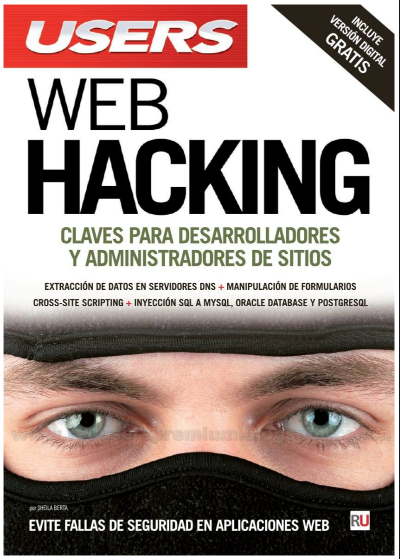 USERS
INCLUYE
VERSIÓN DIGITAL
GRATIS
WEB
HACKING
CLAVES PARA DESARROLLADORES
Y ADMINISTRADORES DE SITIOS
EXTRACCIÓN DE DATOS EN SERVIDORES DNS + MANIPULACIÓN DE FORMULARIOS
CROSS-SITE SCRIPTING + INYECCIÓN SQL A MYSQL, ORACLE DATABASE Y POSTGRESQL
por SHEILA BERTA
EVITE FALLAS DE SEGURIDAD EN APLICACIONES WEB
RU